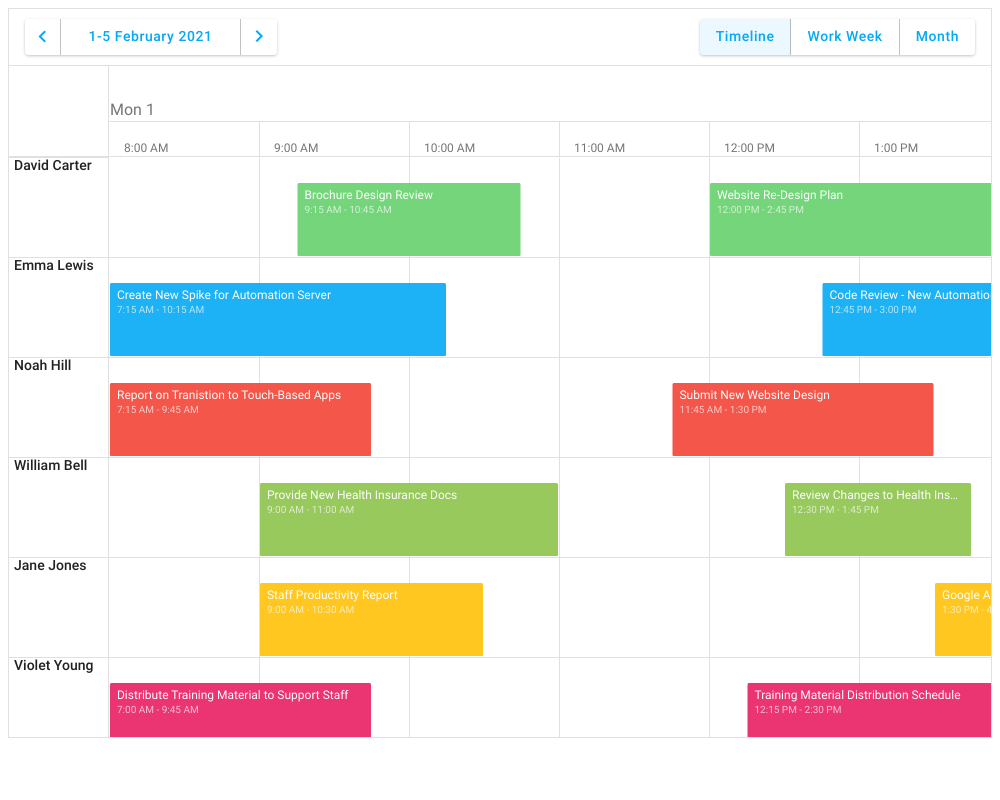 1-5 February 2021
Timeline Work Week Month
Mon 1
8:00 AM 9:00 AM 10:00 AM 11:00 AM 12:00 PM 1:00 PM
David Carter
Brochure Design Review
9:15 AM - 10:45 AM
Website Re-Design Plan
12:00 PM - 2:45 PM
Emma Lewis
Create New Spike for Automation Server
7:15 AM - 10:15 AM
Code Review - New Automatio
12:45 PM - 3:00 PM
Noah Hill
Report on Tranistion to Touch-Based Apps
7:15 AM - 9:45 AM
Submit New Website Design
11:45 AM - 1:30 PM
William Bell
Provide New Health Insurance Docs
9:00 AM - 11:00 AM
Review Changes to Health Ins...
12:30 PM - 1:45 PM
Jane Jones
Staff Productivity Report
9:00 AM - 10:30 AM
Google A
1:30 PM - 4
Violet Young
Distribute Training Material to Support Staff
7:00 AM - 9:45 AM
Training Material Distribution Schedule
12:15 PM - 2:30 PM